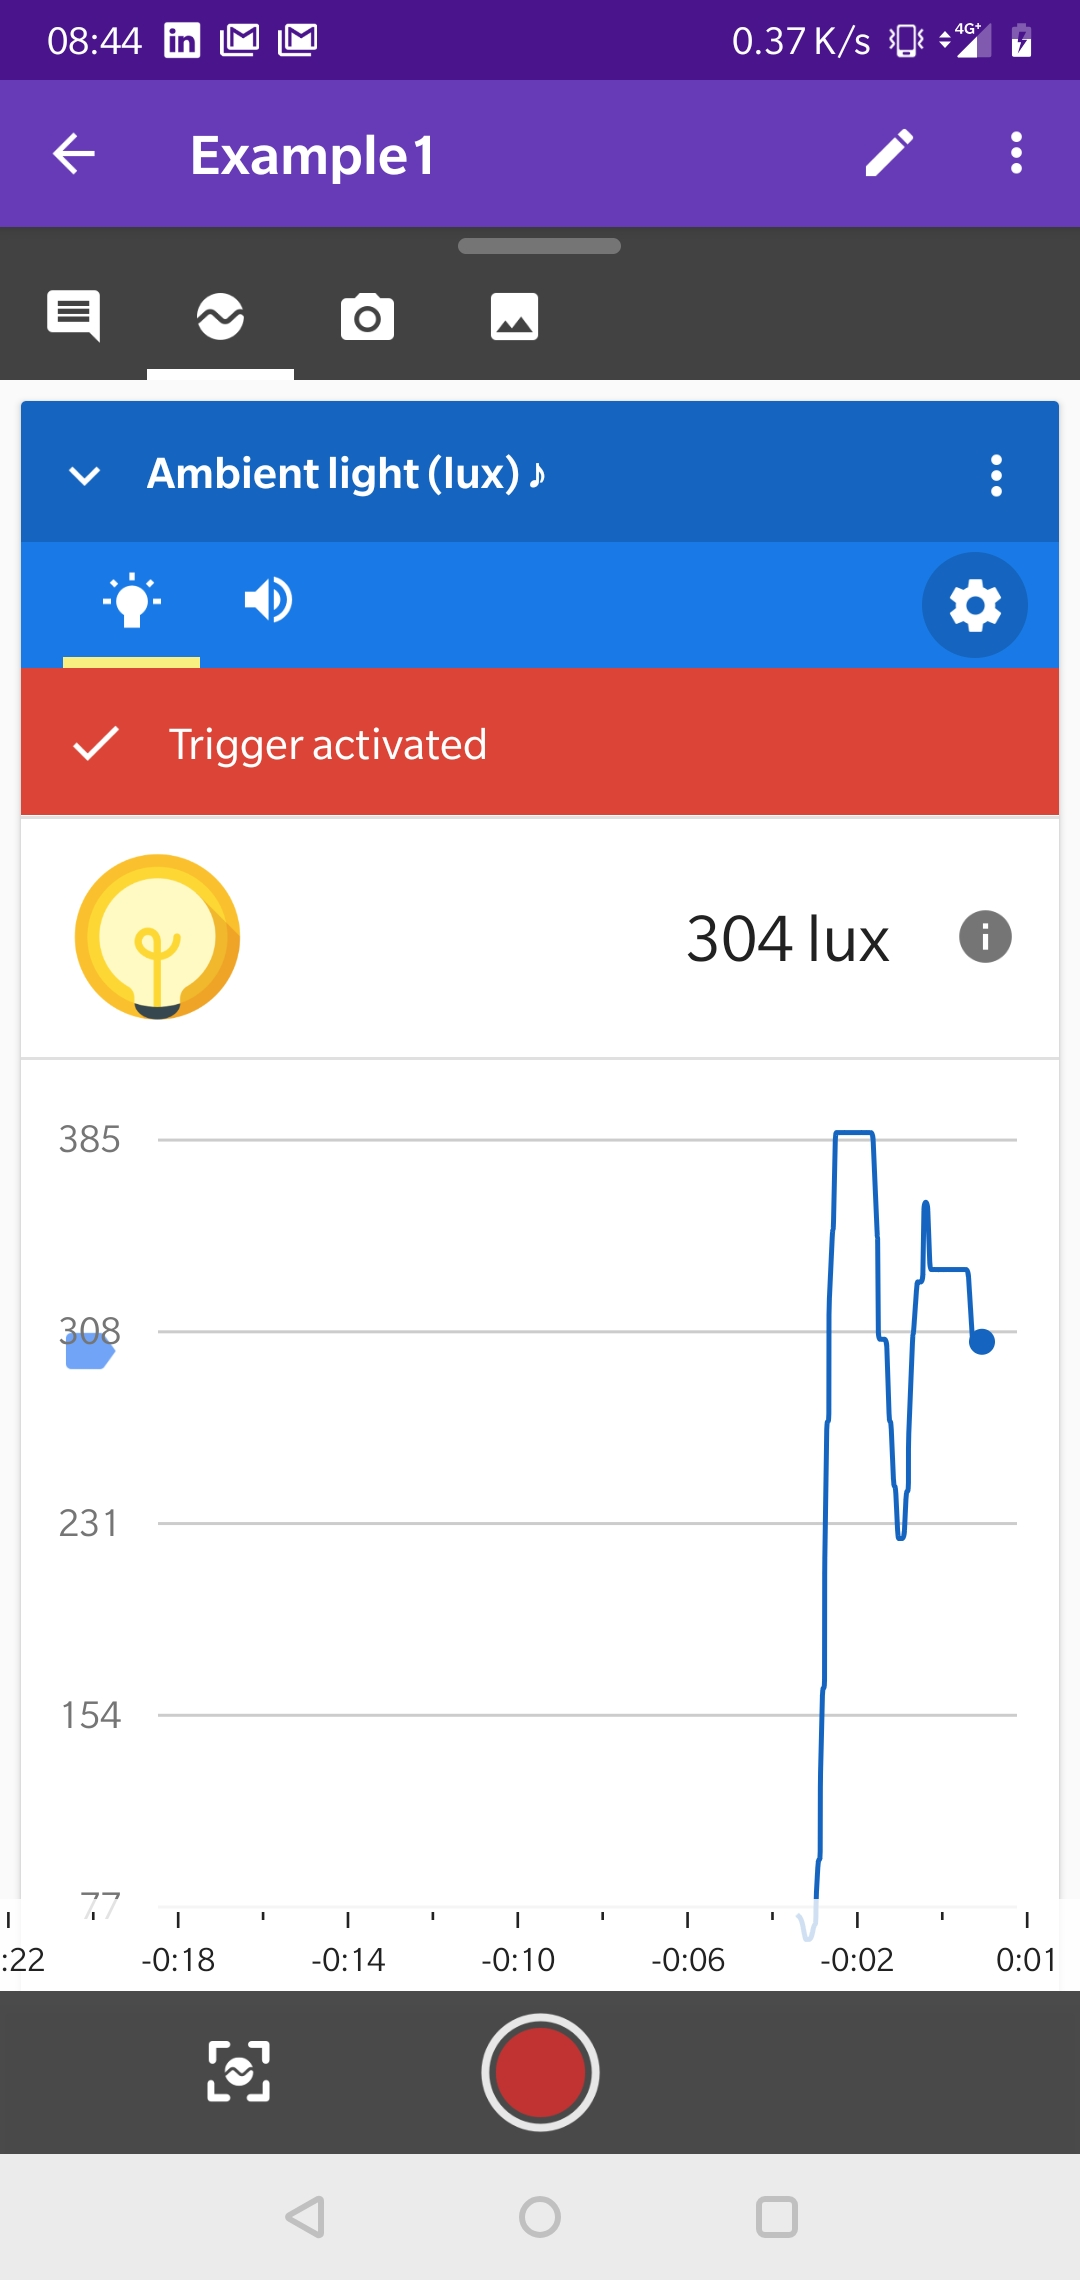 08:44 in 0.37 K/s 4G+
Example1
Ambient light (lux) ♪
Trigger activated
304 lux
385
308
231
154
77
:22 -0:18 -0:14 -0:10 -0:06 -0:02 0:01